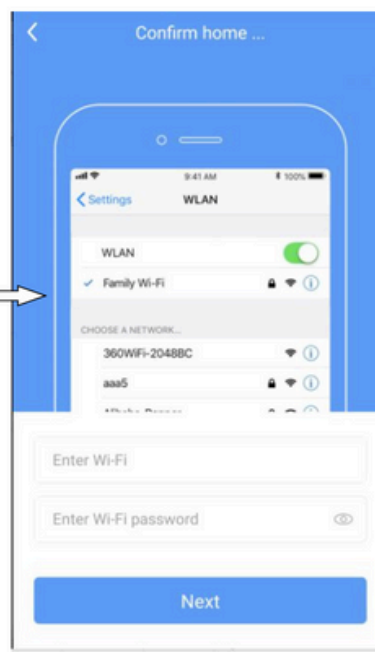 Confirm home ...
9:41 AM
100%
Settings
WLAN
WLAN
Family Wi-Fi
CHOOSE A NETWORK...
360WiFi-2048BC
aaa5
Enter Wi-Fi
Enter Wi-Fi password
Next